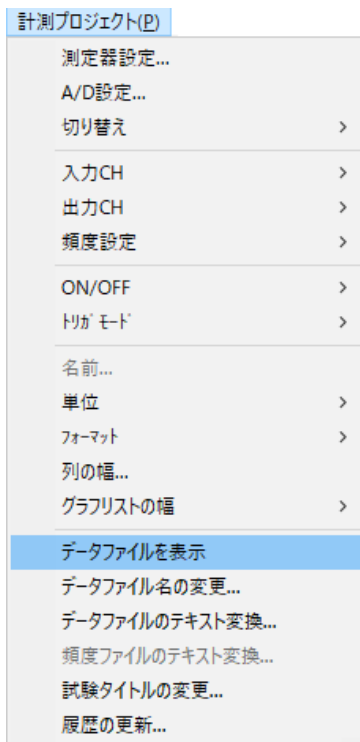 計測プロジェクト(P)
測定器設定...
A/D設定...
切り替え
入力CH
出力CH
頻度設定
ON/OFF
ﾄﾘｶﾞﾓｰﾄﾞ
名前...
単位
ﾌｫｰﾏｯﾄ
列の幅...
グラフリストの幅
データファイルを表示
データファイル名の変更...
データファイルのテキスト変換...
頻度ファイルのテキスト変換...
試験タイトルの変更...
履歴の更新...